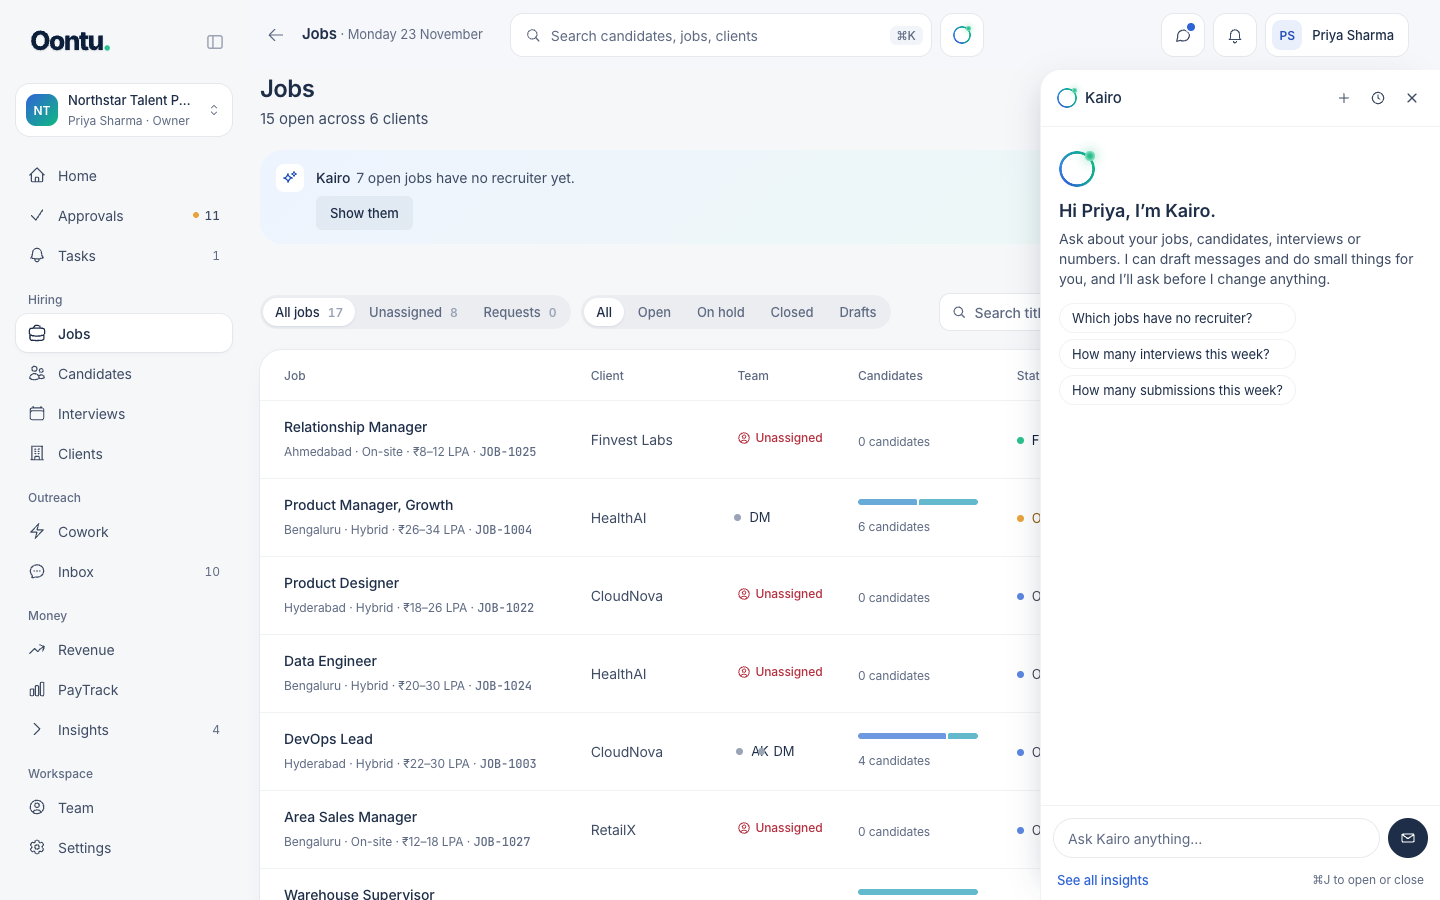 Oontu.
Jobs · Monday 23 November
Search candidates, jobs, clients
⌘K
PS
Priya Sharma
NT
Northstar Talent P...
Priya Sharma · Owner
Home
Approvals 11
Tasks 1
Hiring
Jobs
Candidates
Interviews
Clients
Outreach
Cowork
Inbox 10
Money
Revenue
PayTrack
Insights 4
Workspace
Team
Settings
Jobs
15 open across 6 clients
Kairo 7 open jobs have no recruiter yet.
Show them
All jobs 17
Unassigned 8
Requests 0
All
Open
On hold
Closed
Drafts
Search titl
Job
Client
Team
Candidates
Stat
Relationship Manager
Ahmedabad · On-site · ₹8–12 LPA · JOB-1025
Finvest Labs
Unassigned
0 candidates
F
Product Manager, Growth
Bengaluru · Hybrid · ₹26–34 LPA · JOB-1004
HealthAI
DM
6 candidates
O
Product Designer
Hyderabad · Hybrid · ₹18–26 LPA · JOB-1022
CloudNova
Unassigned
0 candidates
O
Data Engineer
Bengaluru · Hybrid · ₹20–30 LPA · JOB-1024
HealthAI
Unassigned
0 candidates
O
DevOps Lead
Hyderabad · Hybrid · ₹22–30 LPA · JOB-1003
CloudNova
AK DM
4 candidates
O
Area Sales Manager
Bengaluru · On-site · ₹12–18 LPA · JOB-1027
RetailX
Unassigned
0 candidates
O
Warehouse Supervisor
Kairo
Hi Priya, I'm Kairo.
Ask about your jobs, candidates, interviews or
numbers. I can draft messages and do small things for
you, and I'll ask before I change anything.
Which jobs have no recruiter?
How many interviews this week?
How many submissions this week?
Ask Kairo anything...
See all insights
⌘J to open or close